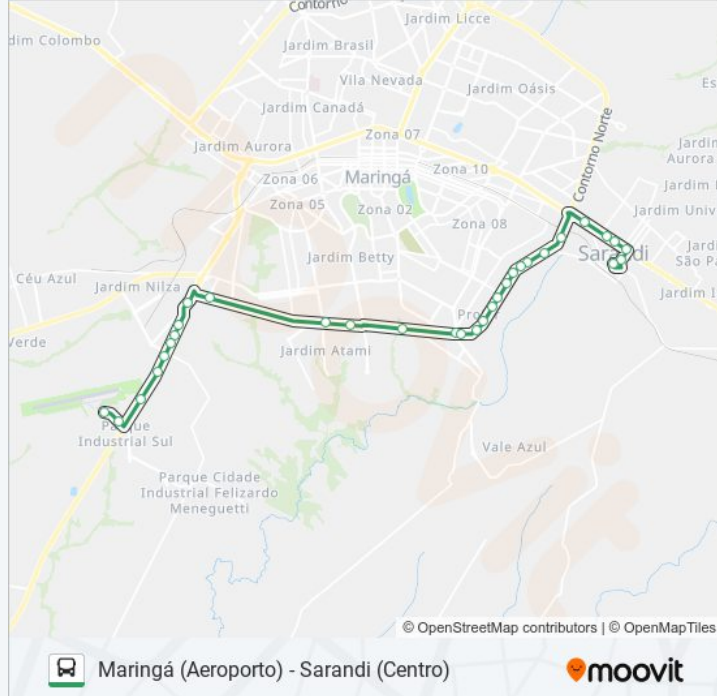 Contorno
dim Colombo
Jardim Licce
Jardim Brasil
Vila Nevada
Jardim Oásis
Es
Jardim Canadá
Contorno Norte
Zona 07
Jardim Aurora
Jardim
Aurora
Zona 10
Zona 06
Maringá
Jardim I
Zona 05
Zona 02
Jardim Univ
Zona 08
Jardi
São Pa
Sarandi
Jardim Betty
Céu Azul
Jardim Nilza
Jardim I
Pro
Verde
Jardim Atami
Parque
Industrial Sul
Vale Azul
Parque Cidade
Industrial Felizardo
Meneguetti
© OpenStreetMap contributors | © OpenMapTiles
Maringá (Aeroporto) - Sarandi (Centro)
moovit